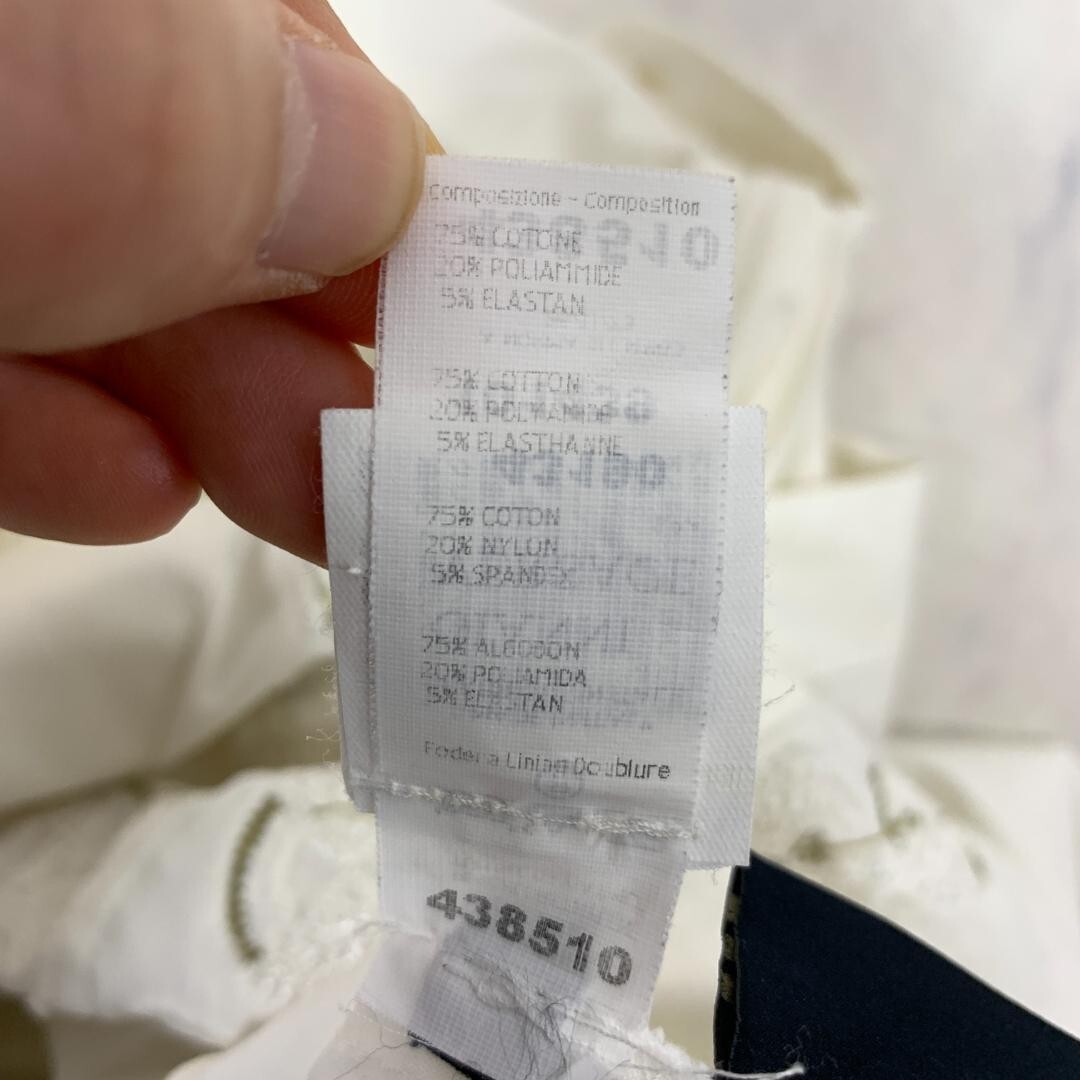 Composizione - Composition
75% COTONE
20% POLIAMMIDE
5% ELASTAN
75% COTTON
20% POLYAMIDE
5% ELASTHANNE
75% COTON
20% NYLON
5% SPANDEX
75% ALGODON
20% POLIAMIDA
5% ELASTAN
Fodera Lining Doublure
438510